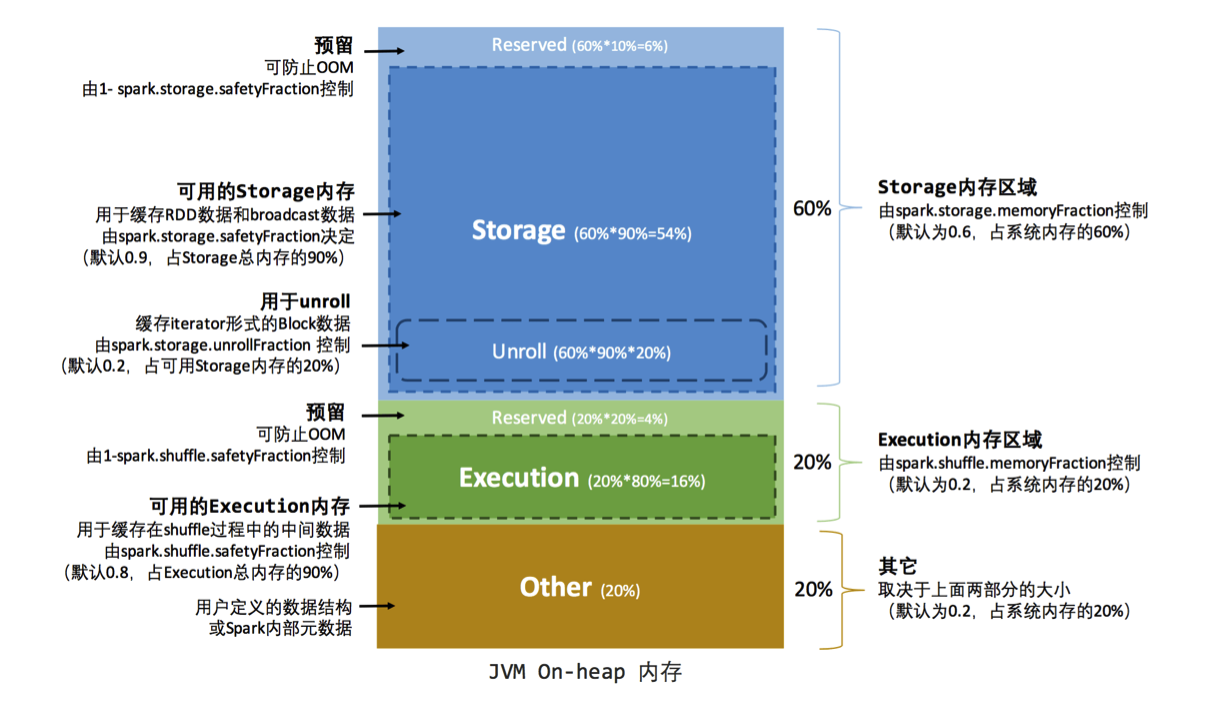 预留
可防止OOM
由1- spark.storage.safetyFraction控制
可用的Storage内存
用于缓存RDD数据和broadcast数据
由spark.storage.safetyFraction决定
（默认0.9，占Storage总内存的90%）
用于unroll
缓存iterator形式的Block数据
由spark.storage.unrollFraction 控制
（默认0.2，占可用Storage内存的20%）
预留
可防止OOM
由1-spark.shuffle.safetyFraction控制
可用的Execution内存
用于缓存在shuffle过程中的中间数据
由spark.shuffle.safetyFraction控制
（默认0.8，占Execution总内存的90%）
用户定义的数据结构
或Spark内部元数据
Reserved (60%*10%=6%)
Storage (60%*90%=54%)
Unroll (60%*90%*20%)
Reserved (20%*20%=4%)
Execution (20%*80%=16%)
Other (20%)
JVM On-heap 内存
60%
Storage内存区域
由spark.storage.memoryFraction控制
（默认为0.6，占系统内存的60%）
20%
Execution内存区域
由spark.shuffle.memoryFraction控制
（默认为0.2，占系统内存的20%）
20%
其它
取决于上面两部分的大小
（默认为0.2，占系统内存的20%）